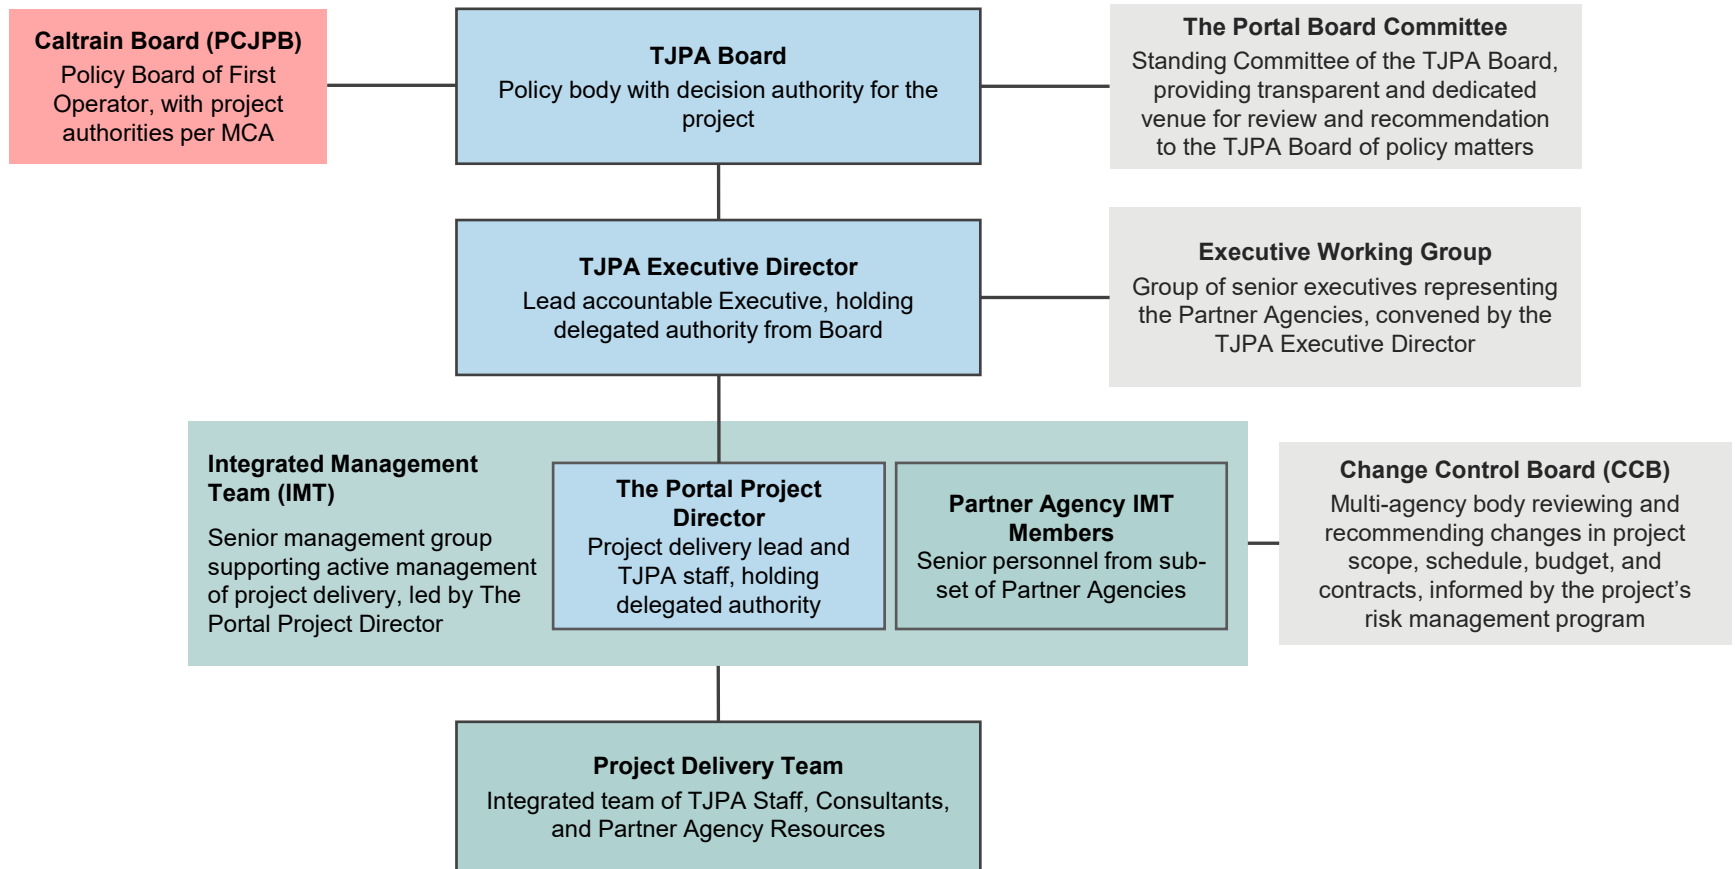 Caltrain Board (PCJPB)
Policy Board of First
Operator, with project
authorities per MCA
TJPA Board
Policy body with decision authority for the
project
The Portal Board Committee
Standing Committee of the TJPA Board,
providing transparent and dedicated
venue for review and recommendation
to the TJPA Board of policy matters
TJPA Executive Director
Lead accountable Executive, holding
delegated authority from Board
Executive Working Group
Group of senior executives representing
the Partner Agencies, convened by the
TJPA Executive Director
Integrated Management
Team (IMT)
Senior management group
supporting active management
of project delivery, led by The
Portal Project Director
The Portal Project
Director
Project delivery lead and
TJPA staff, holding
delegated authority
Partner Agency IMT
Members
Senior personnel from sub-
set of Partner Agencies
Change Control Board (CCB)
Multi-agency body reviewing and
recommending changes in project
scope, schedule, budget, and
contracts, informed by the project’s
risk management program
Project Delivery Team
Integrated team of TJPA Staff, Consultants,
and Partner Agency Resources